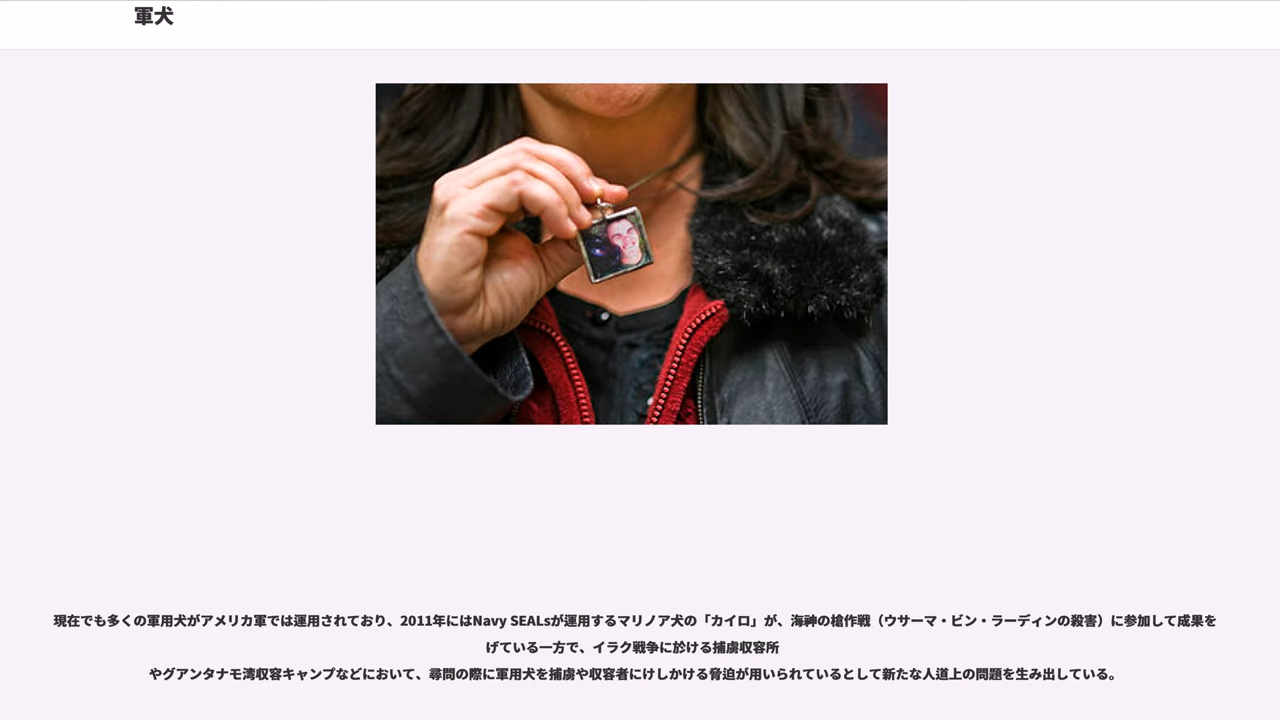 軍犬
現在でも多くの軍用犬がアメリカ軍では運用されており、2011年にはNavy SEALsが運用するマリノア犬の「カイロ」が、海神の槍作戦（ウサーマ・ビン・ラーディンの殺害）に参加して成果を
げている一方で、イラク戦争に於ける捕虜収容所
やグアンタナモ湾収容キャンプなどにおいて、尋問の際に軍用犬を捕虜や収容者にけしかける脅迫が用いられているとして新たな人道上の問題を生み出している。